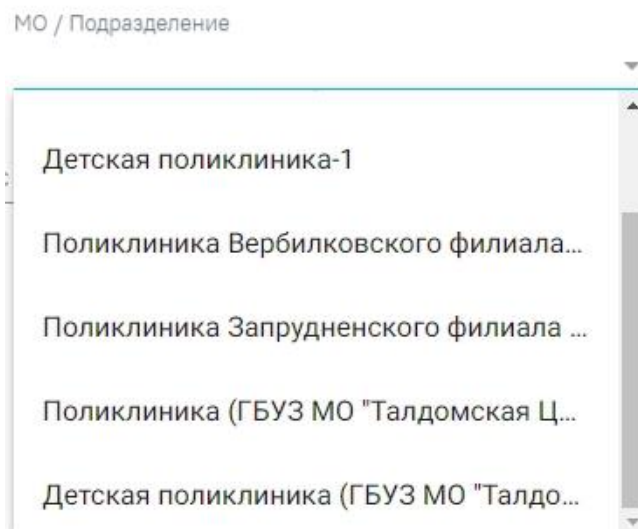 МО / Подразделение
Детская поликлиника-1
Поликлиника Вербилковского филиала...
Поликлиника Запрудненского филиала ...
Поликлиника (ГБУЗ МО "Талдомская Ц...
Детская поликлиника (ГБУЗ МО "Талдо...